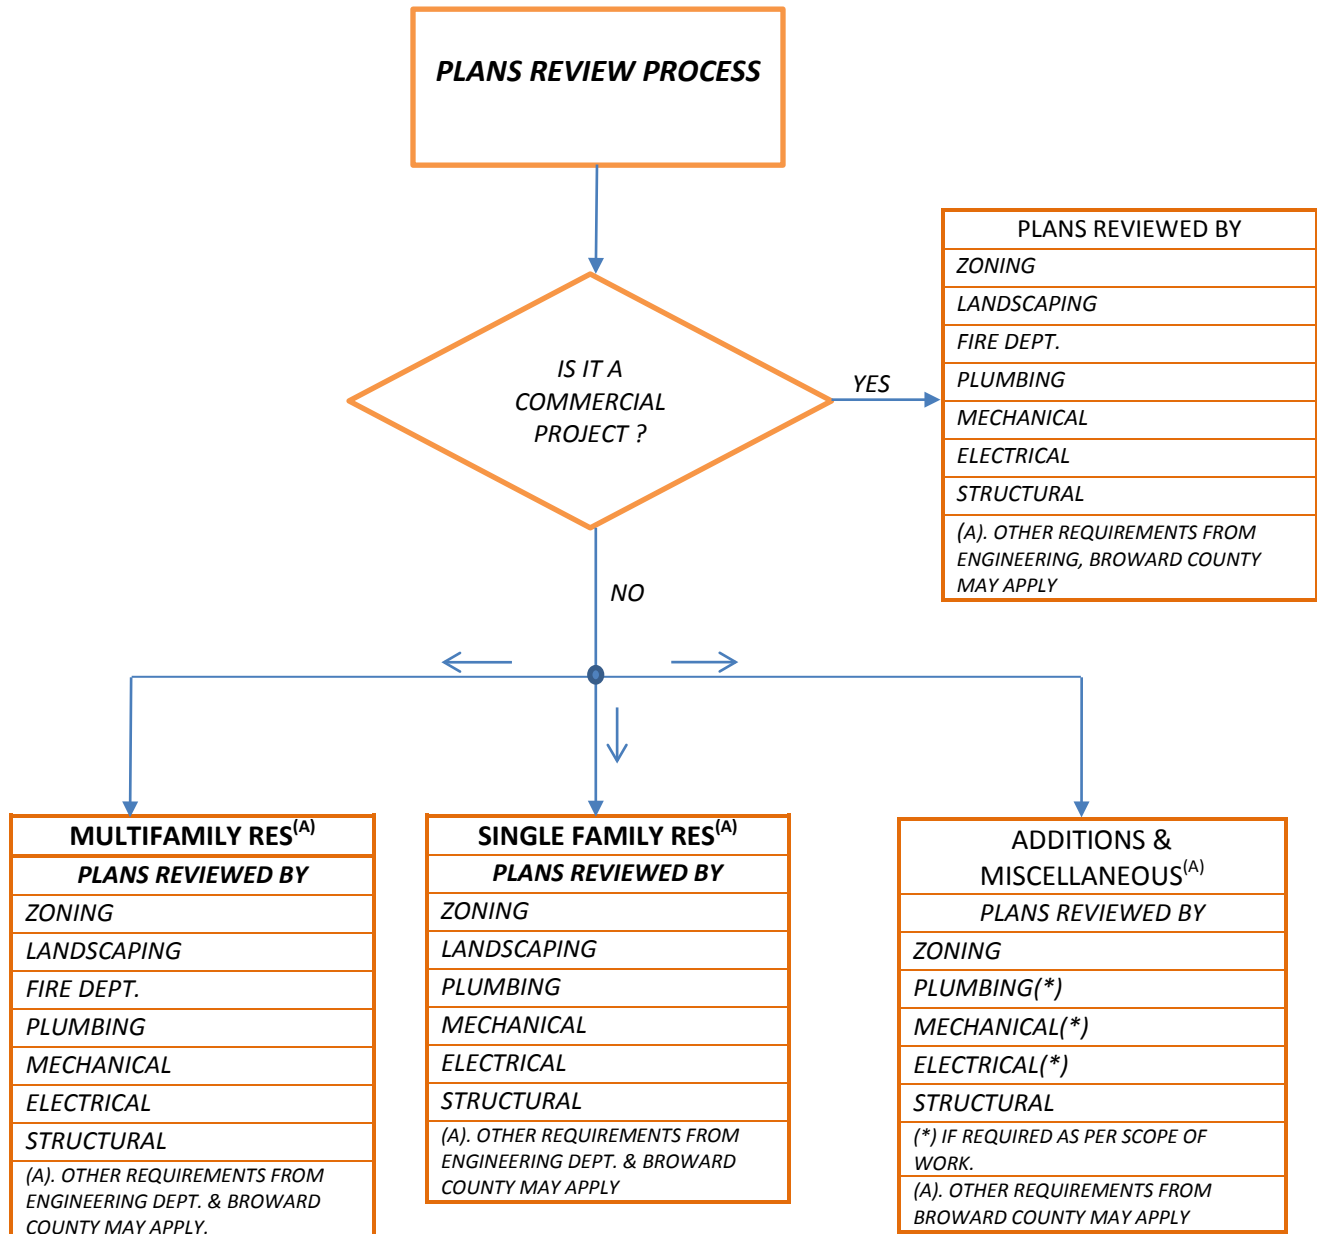 PLANS REVIEW PROCESS
IS IT A
COMMERCIAL
PROJECT ?
YES
PLANS REVIEWED BY
ZONING
LANDSCAPING
FIRE DEPT.
PLUMBING
MECHANICAL
ELECTRICAL
STRUCTURAL
(A). OTHER REQUIREMENTS FROM
ENGINEERING, BROWARD COUNTY
MAY APPLY
NO
MULTIFAMILY RES(A)
PLANS REVIEWED BY
ZONING
LANDSCAPING
FIRE DEPT.
PLUMBING
MECHANICAL
ELECTRICAL
STRUCTURAL
(A). OTHER REQUIREMENTS FROM
ENGINEERING DEPT. & BROWARD
COUNTY MAY APPLY.
SINGLE FAMILY RES(A)
PLANS REVIEWED BY
ZONING
LANDSCAPING
PLUMBING
MECHANICAL
ELECTRICAL
STRUCTURAL
(A). OTHER REQUIREMENTS FROM
ENGINEERING DEPT. & BROWARD
COUNTY MAY APPLY
ADDITIONS &
MISCELLANEOUS(A)
PLANS REVIEWED BY
ZONING
PLUMBING(*)
MECHANICAL(*)
ELECTRICAL(*)
STRUCTURAL
(*) IF REQUIRED AS PER SCOPE OF
WORK.
(A). OTHER REQUIREMENTS FROM
BROWARD COUNTY MAY APPLY